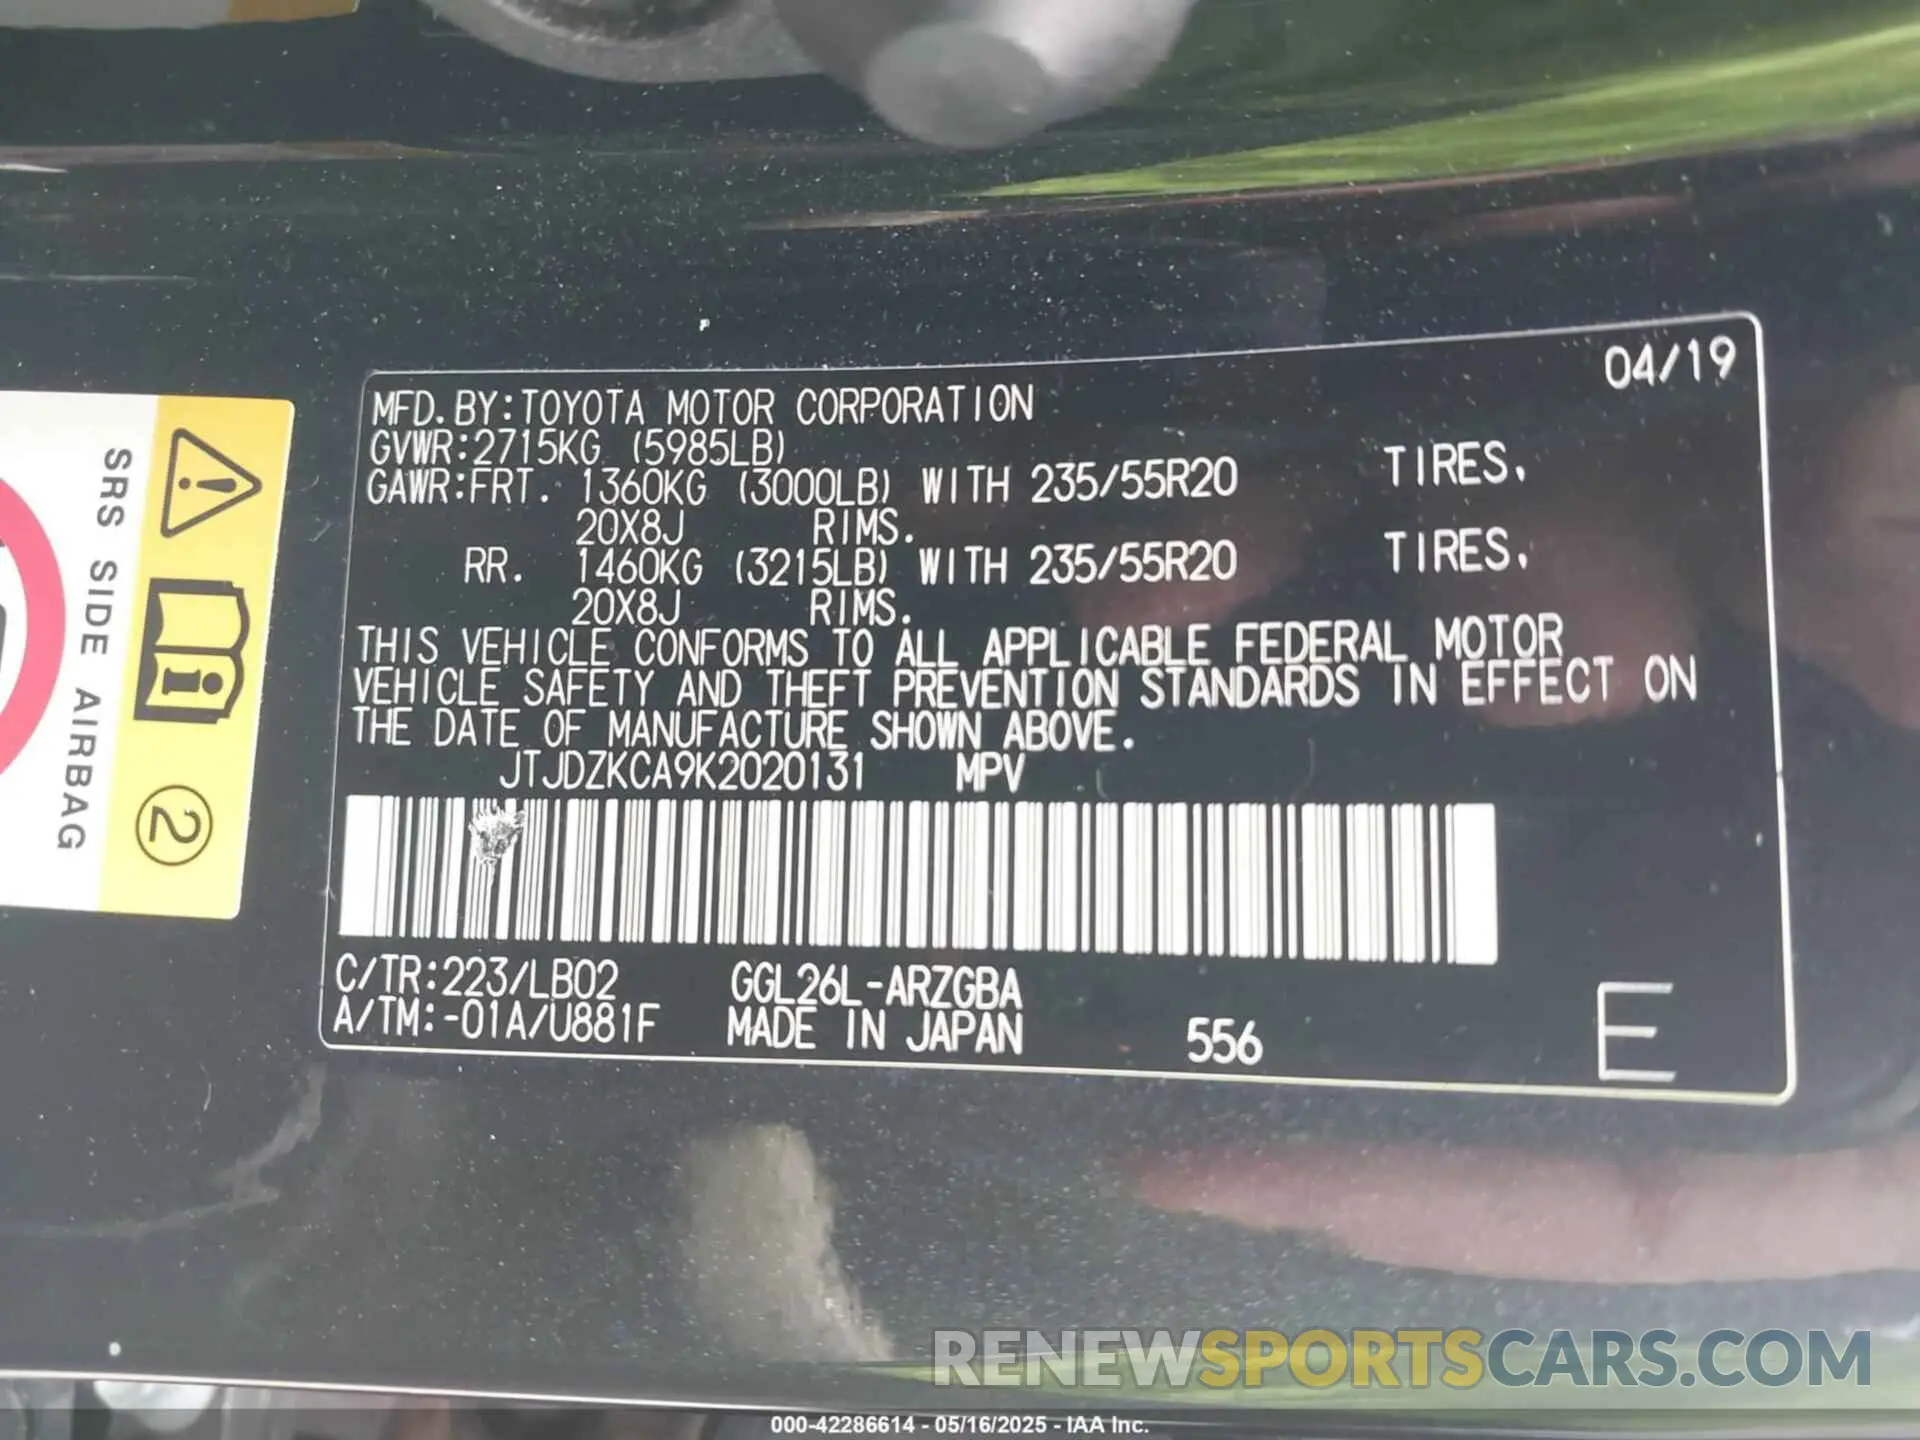 04/19
MFD.BY:TOYOTA MOTOR CORPORATION
GVWR:2715KG (5985LB)
GAWR:FRT. 1360KG (3000LB) WITH 235/55R20 TIRES,
20X8J RIMS.
RR. 1460KG (3215LB) WITH 235/55R20 TIRES,
20X8J RIMS.
THIS VEHICLE CONFORMS TO ALL APPLICABLE FEDERAL MOTOR
VEHICLE SAFETY AND THEFT PREVENTION STANDARDS IN EFFECT ON
THE DATE OF MANUFACTURE SHOWN ABOVE.
JTJDZKCA9K2020131 MPV
C/TR:223/LB02 GGL26L-ARZGBA
A/TM:-01A/U881F MADE IN JAPAN 556 E
SRS SIDE AIRBAG
2
RENEWSPORTSCARS.COM
000-42286614 - 05/16/2025 - IAA Inc.